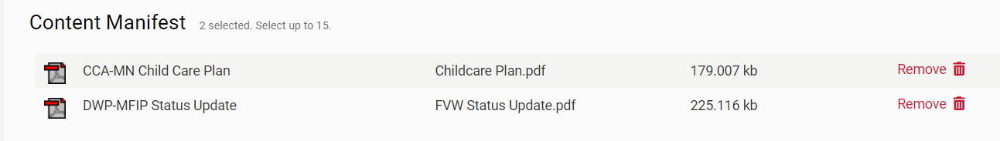 Content Manifest 2 selected. Select up to 15.
CCA-MN Child Care Plan Childcare Plan.pdf 179.007 kb Remove
DWP-MFIP Status Update FVW Status Update.pdf 225.116 kb Remove